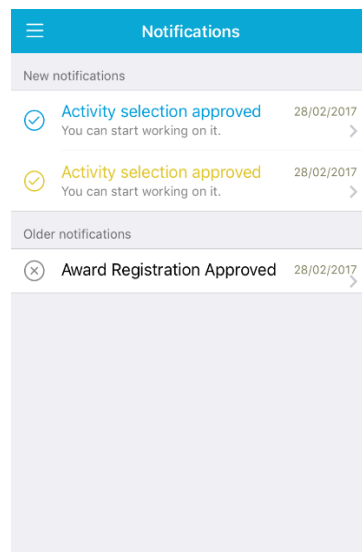 Notifications
New notifications
Activity selection approved 28/02/2017
You can start working on it.
Activity selection approved 28/02/2017
You can start working on it.
Older notifications
Award Registration Approved 28/02/2017